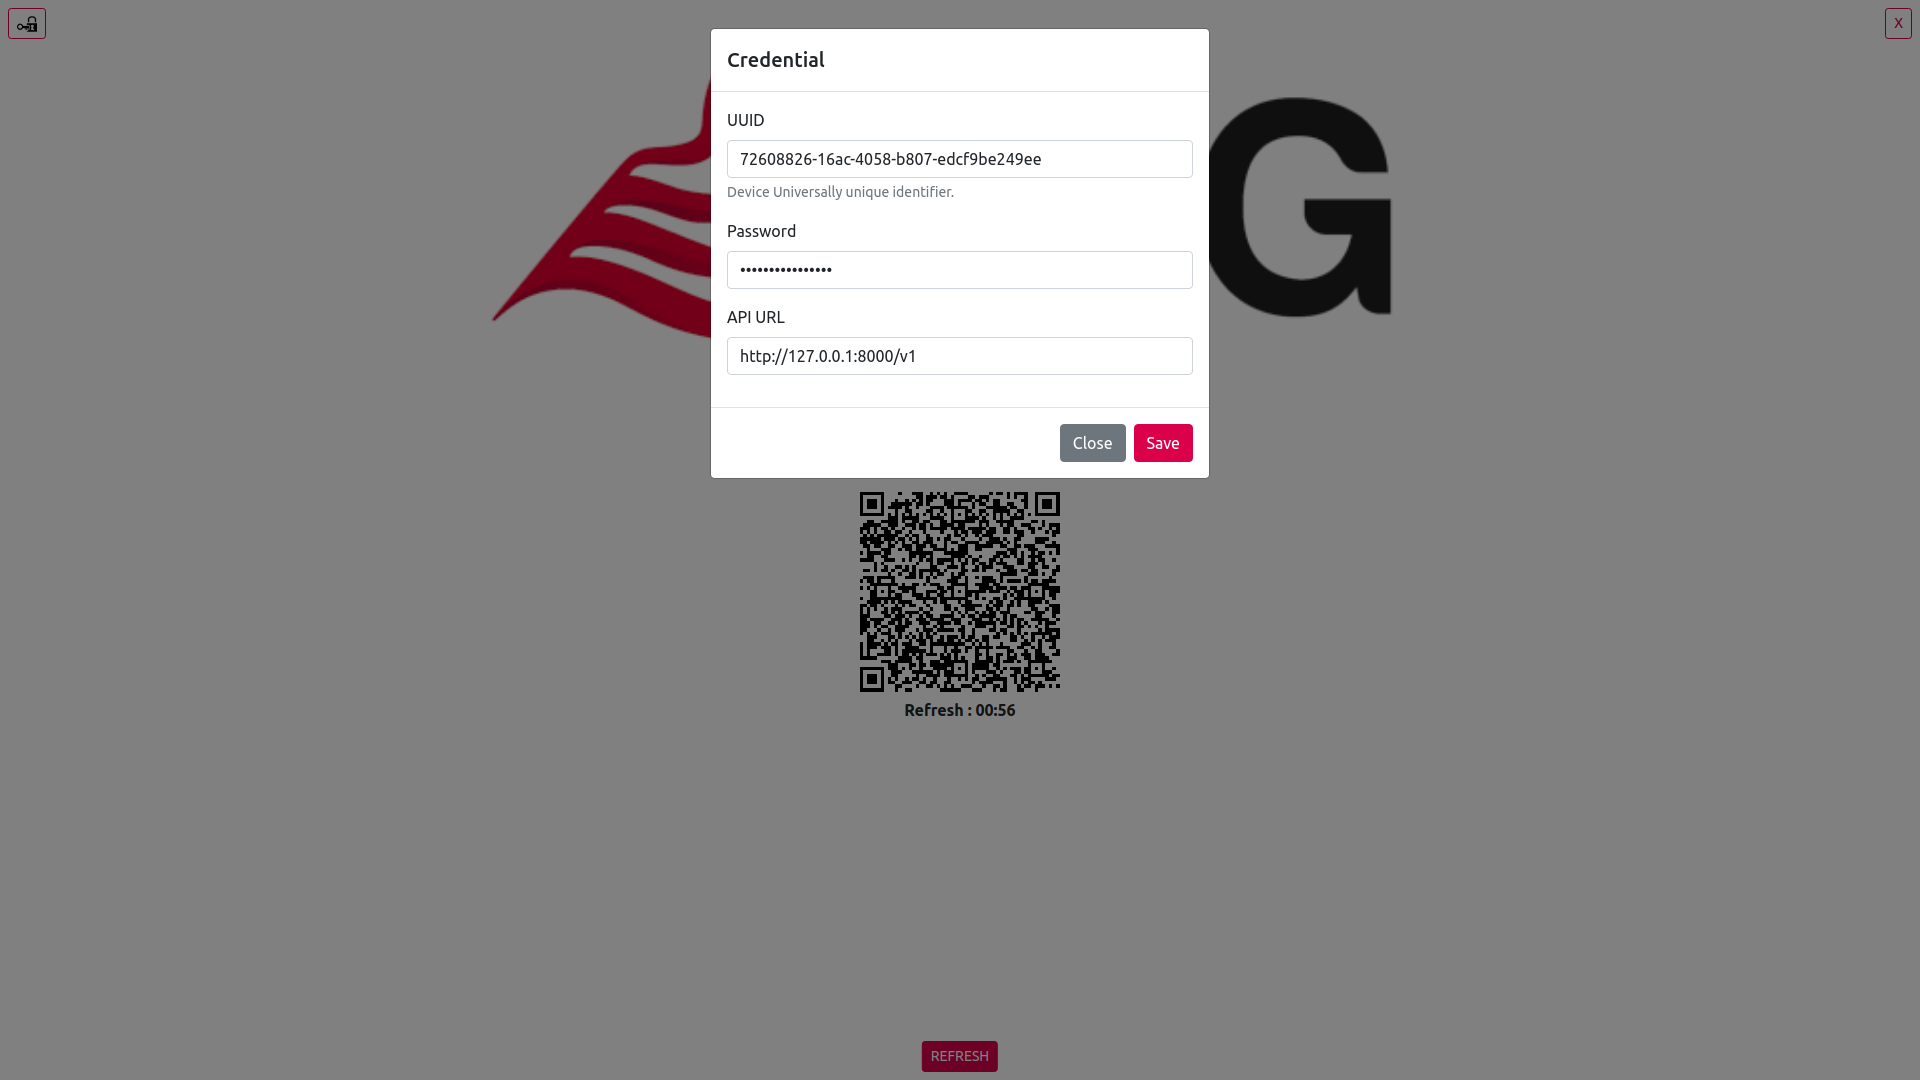 X
Credential
UUID
72608826-16ac-4058-b807-edcf9be249ee
Device Universally unique identifier.
Password
••••••••••••••••
API URL
http://127.0.0.1:8000/v1
Close Save
G
Refresh : 00:56
REFRESH